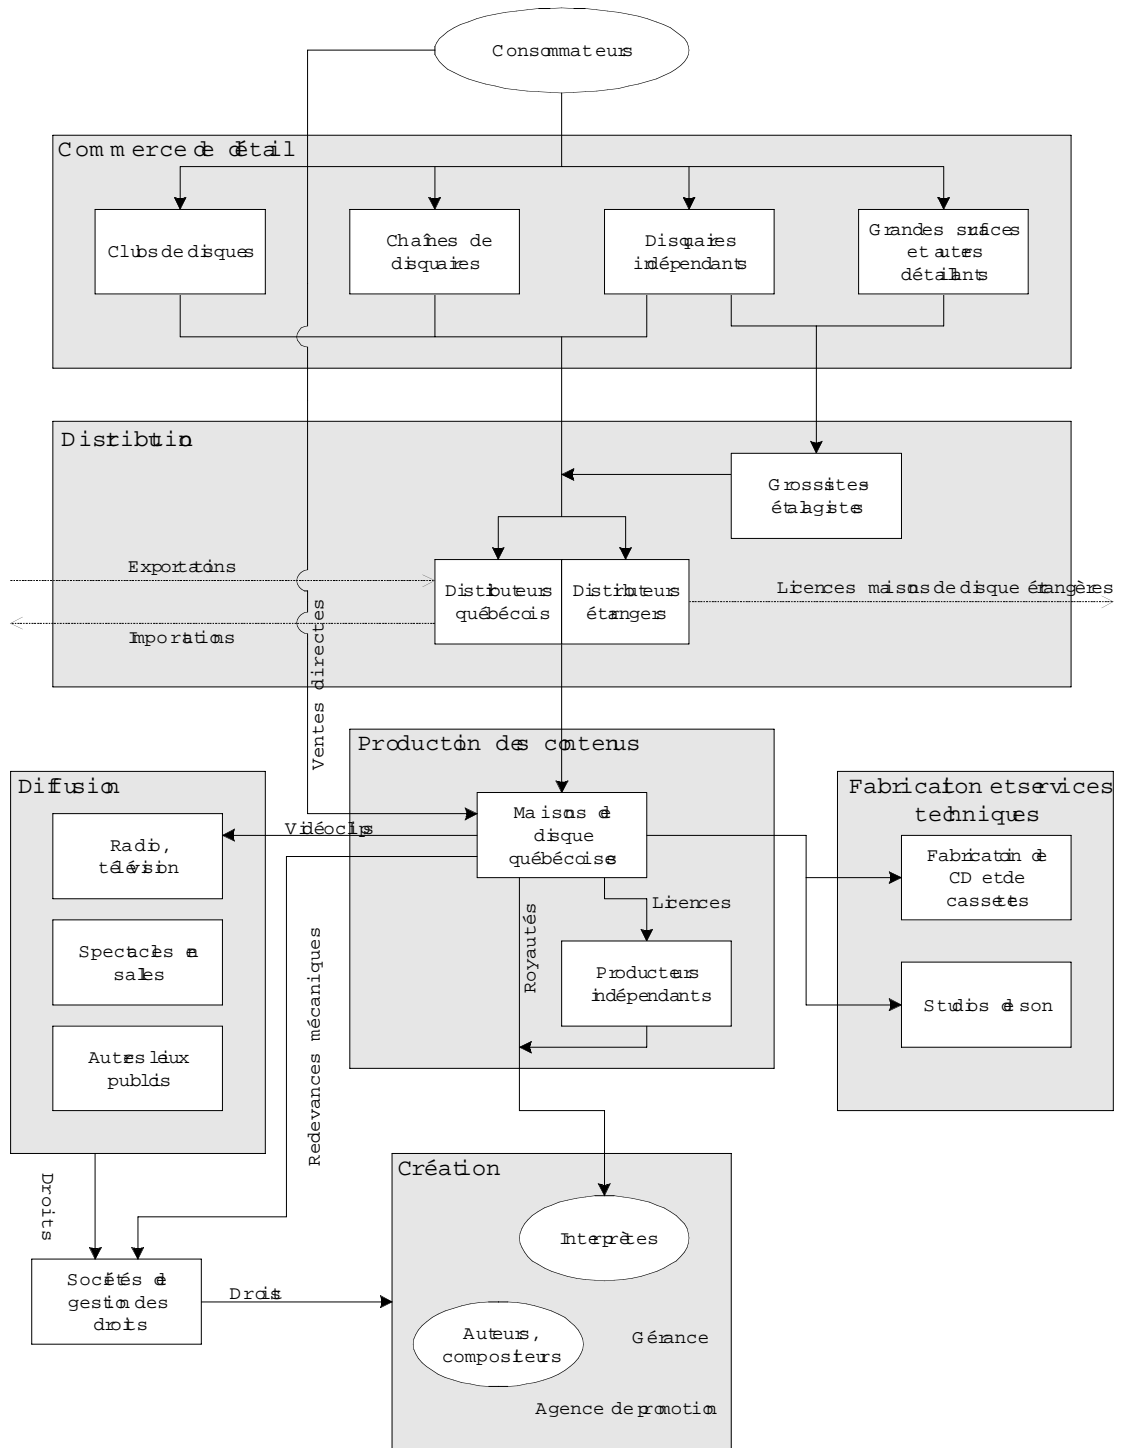 Consommateurs
Commerce de détail
Clubs de disques
Chaînes de
disquaires
Disquaires
indépendants
Grandes surfaces
et autres
détaillants
Distribution
Grossistes-
étalagistes
Exportations
Distributeurs
québécois
Distributeurs
étrangers
Licences maisons de disque étrangères
Importations
Ventes directes
Production des contenus
Diffusion
Fabrication et services
techniques
Maisons de
disque
québécoises
Vidéoclips
Radio,
télévision
Fabrication de
CD et de
cassettes
Licences
Royautés
Redevances mécaniques
Spectacles en
salles
Producteurs
indépendants
Studios de son
Autres lieux
publics
Création
Droits
Interprètes
Sociétés de
gestion des
droits
Droits
Auteurs,
compositeurs
Gérance
Agence de promotion